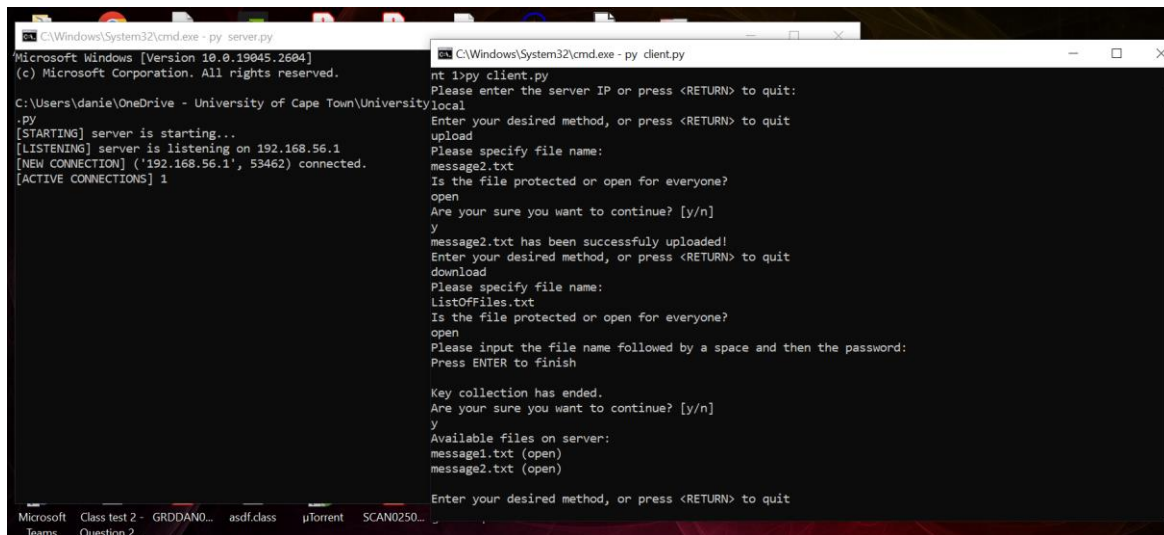 C:\Windows\System32\cmd.exe - py server.py
Microsoft Windows [Version 10.0.19045.2604]
(c) Microsoft Corporation. All rights reserved.
C:\Users\danie\OneDrive - University of Cape Town\University
.py
[STARTING] server is starting...
[LISTENING] server is listening on 192.168.56.1
[NEW CONNECTION] ('192.168.56.1', 53462) connected.
[ACTIVE CONNECTIONS] 1
C:\Windows\System32\cmd.exe - py client.py
nt 1>py client.py
Please enter the server IP or press <RETURN> to quit:
local
Enter your desired method, or press <RETURN> to quit
upload
Please specify file name:
message2.txt
Is the file protected or open for everyone?
open
Are your sure you want to continue? [y/n]
y
message2.txt has been successfuly uploaded!
Enter your desired method, or press <RETURN> to quit
download
Please specify file name:
ListOfFiles.txt
Is the file protected or open for everyone?
open
Please input the file name followed by a space and then the password:
Press ENTER to finish
Key collection has ended.
Are your sure you want to continue? [y/n]
y
Available files on server:
message1.txt (open)
message2.txt (open)
Enter your desired method, or press <RETURN> to quit
Microsoft Teams
Class test 2 - Question 2
GRDDAN0...
asdf.class
µTorrent
SCAN0250...